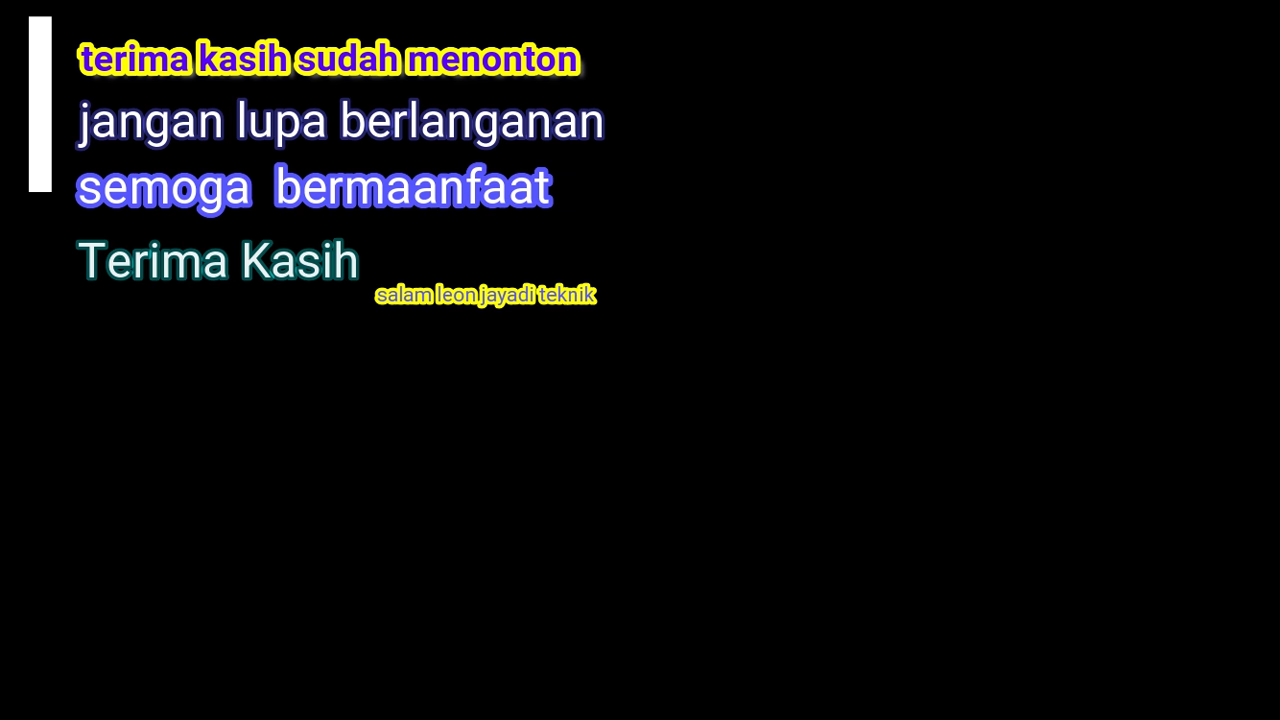 terima kasih sudah menonton
jangan lupa berlanganan
semoga  bermaanfaat
Terima Kasih
salam leon jayadi teknik